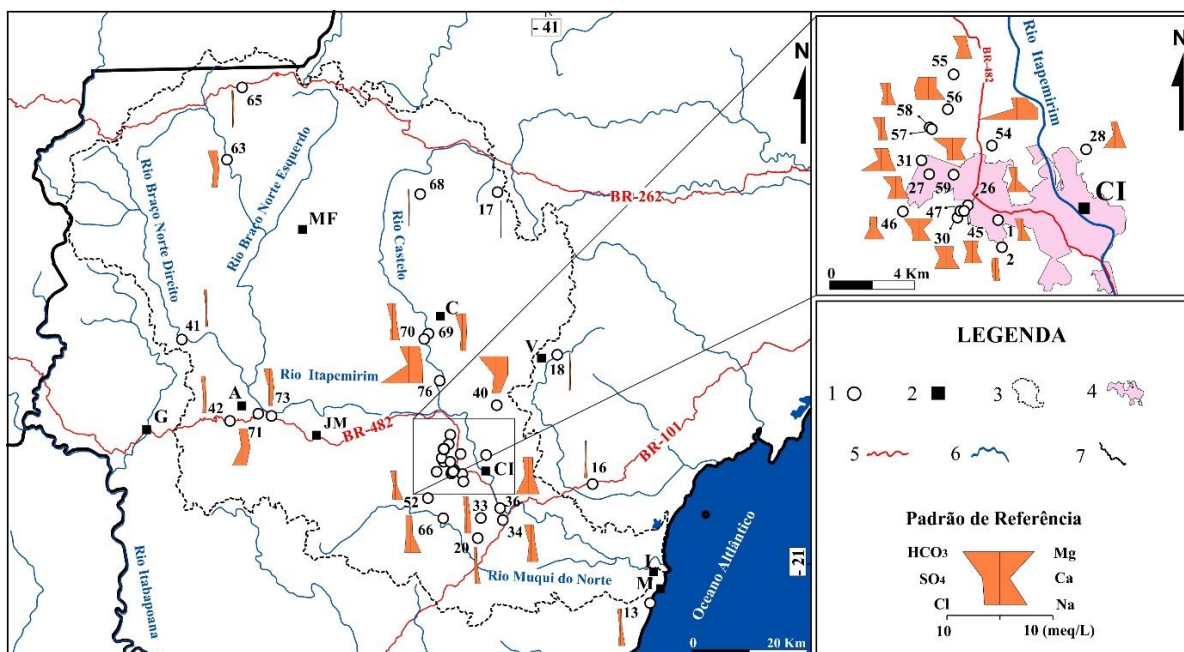 - 41
N
65
63
68
17
BR-262
MF
Rio Braço Norte Direito
Rio Braço Norte Esquerdo
Rio Castelo
41
C
70
69
V
18
76
40
Rio Itapemirim
A
73
42
71
G
JM
BR-482
BR-101
CI
16
52
36
33
34
66
20
Rio Muqui do Norte
I
M
13
Rio Itabapoana
Oceano Altlântico
- 21
0 20 Km
55
BR-482
Rio Itapemirim
N
56
58
57
54
28
31
27
59
26
CI
46
47
1
30
45
2
0 4 Km
LEGENDA
1 2 3 4
5 6 7
Padrão de Referência
HCO3 Mg
SO4 Ca
Cl Na
10 10 (meq/L)